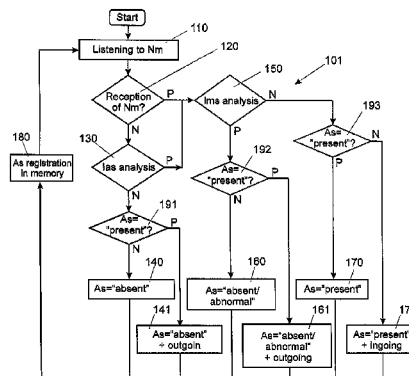 Start
110
Listening to Nm
120
150
101
Reception
of Nm?
P
Ims analysis
N
193
180
130
N
P
As=
"present"?
N
As registration
in memory
Ias analysis
P
192
P
N
191
As=
"present"?
P
As=
"present"?
P
N
N
160
170
140
As="absent"
As="absent/
abnormal"
As="present"
141
161
17
As="absent"
+ outgoin
As="absent/
abnormal"
+ outgoing
As="present"
+ Ingoing